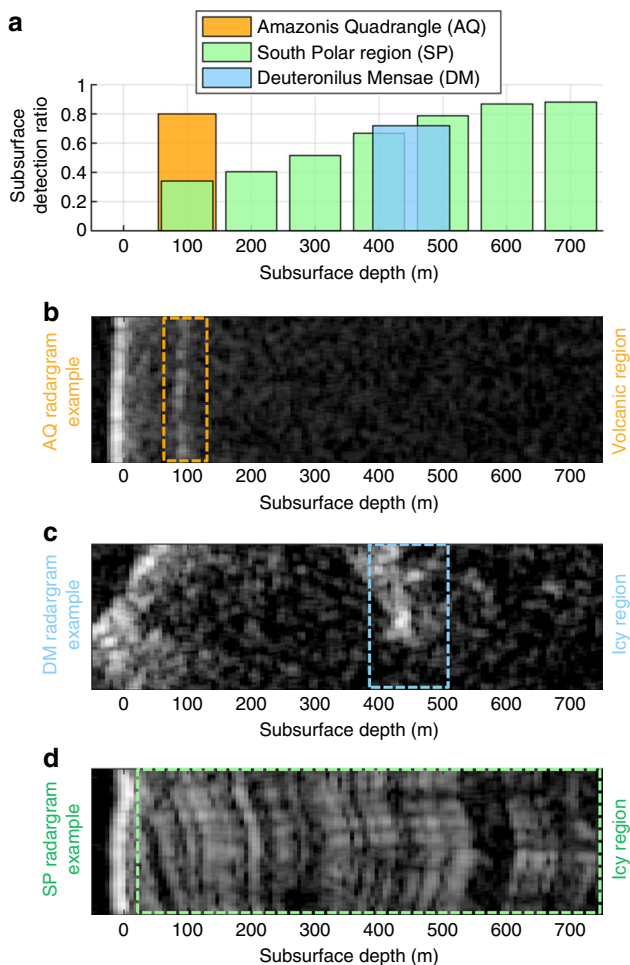 a
Amazonis Quadrangle (AQ)
South Polar region (SP)
Deuteronilus Mensae (DM)
Subsurface
detection ratio
1
0.8
0.6
0.4
0.2
0
0 100 200 300 400 500 600 700
Subsurface depth (m)
b
AQ radargram
example
Volcanic region
0 100 200 300 400 500 600 700
Subsurface depth (m)
c
DM radargram
example
Icy region
0 100 200 300 400 500 600 700
Subsurface depth (m)
d
SP radargram
example
Icy region
0 100 200 300 400 500 600 700
Subsurface depth (m)